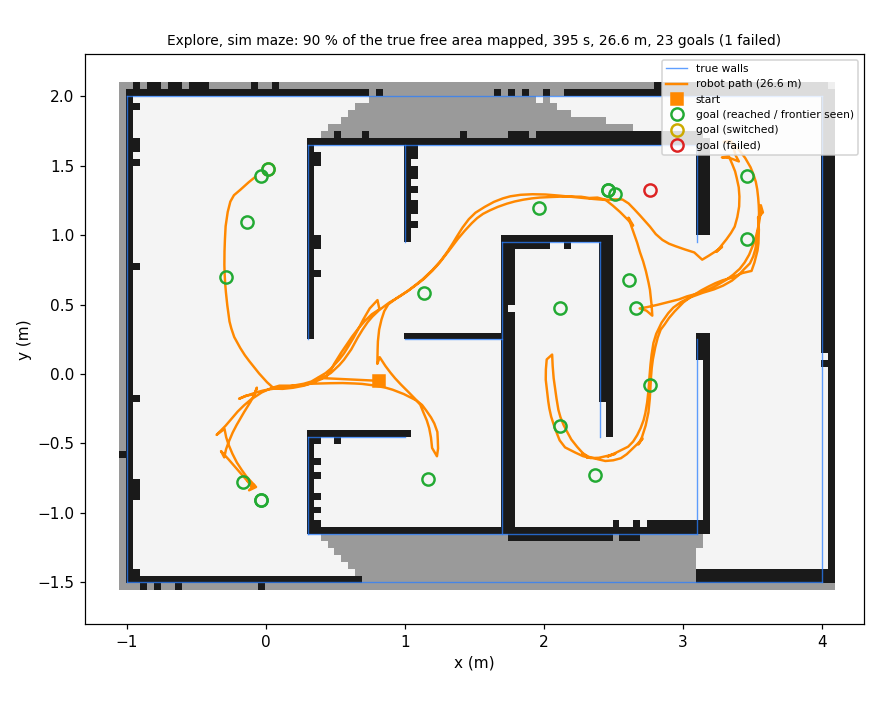 Explore, sim maze: 90 % of the true free area mapped, 395 s, 26.6 m, 23 goals (1 failed)
true walls
robot path (26.6 m)
start
goal (reached / frontier seen)
goal (switched)
goal (failed)
y (m)
2.0
1.5
1.0
0.5
0.0
−0.5
−1.0
−1.5
−1
0
1
2
3
4
x (m)